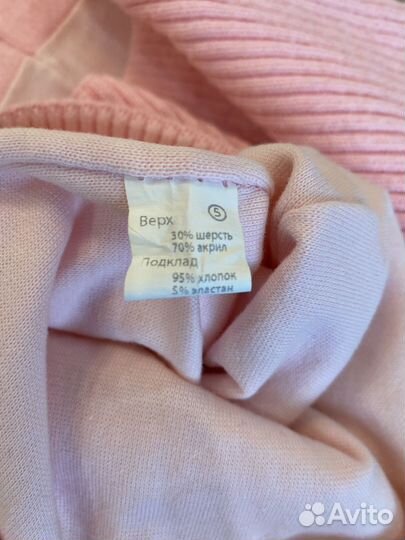 Верх 5
30% шерсть
70% акрил
Подклад
95% хлопок
5% эластан
Avito